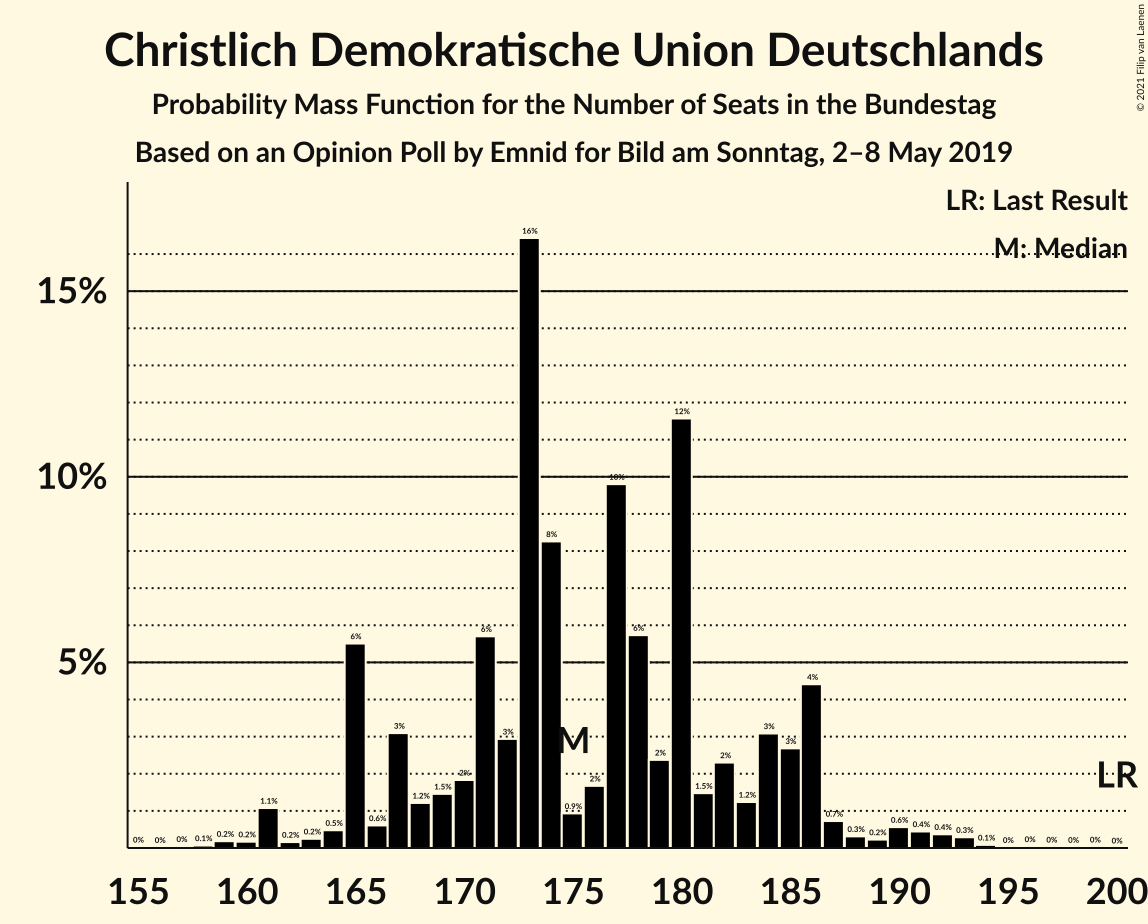 Christlich Demokratische Union Deutschlands
Probability Mass Function for the Number of Seats in the Bundestag
Based on an Opinion Poll by Emnid for Bild am Sonntag, 2–8 May 2019
© 2021 Filip van Laenen
LR: Last Result
M: Median
15%
10%
5%
0% 0% 0% 0.1% 0.2% 0.2% 1.1% 0.2% 0.2% 0.5% 6% 0.6% 3% 1.2% 1.5% 2% 6% 3% 16% 8% 0.9% 2% 10% 6% 2% 12% 1.5% 2% 1.2% 3% 3% 4% 0.7% 0.3% 0.2% 0.6% 0.4% 0.4% 0.3% 0.1% 0% 0% 0% 0% 0% 0%
M
LR
155 160 165 170 175 180 185 190 195 200